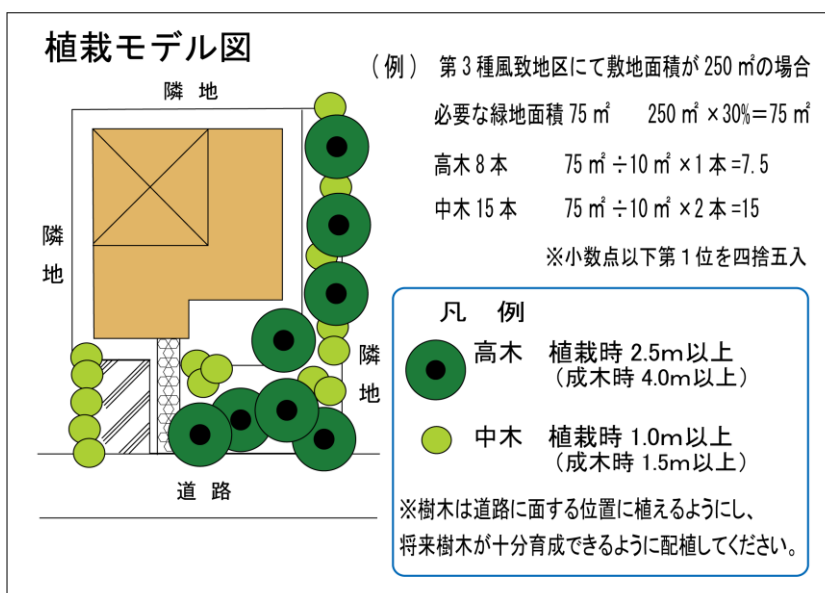 植栽モデル図
隣 地
隣
地
隣
地
道 路
(例) 第3種風致地区にて敷地面積が 250 ㎡の場合
必要な緑地面積 75 ㎡ 250 ㎡×30%=75 ㎡
高木 8 本 75 ㎡÷10 ㎡×1 本=7.5
中木 15 本 75 ㎡÷10 ㎡×2 本=15
※小数点以下第1位を四捨五入
凡 例
高木 植栽時 2.5m以上
(成木時 4.0m以上)
中木 植栽時 1.0m以上
(成木時 1.5m以上)
※樹木は道路に面する位置に植えるようにし、
将来樹木が十分育成できるように配植してください。